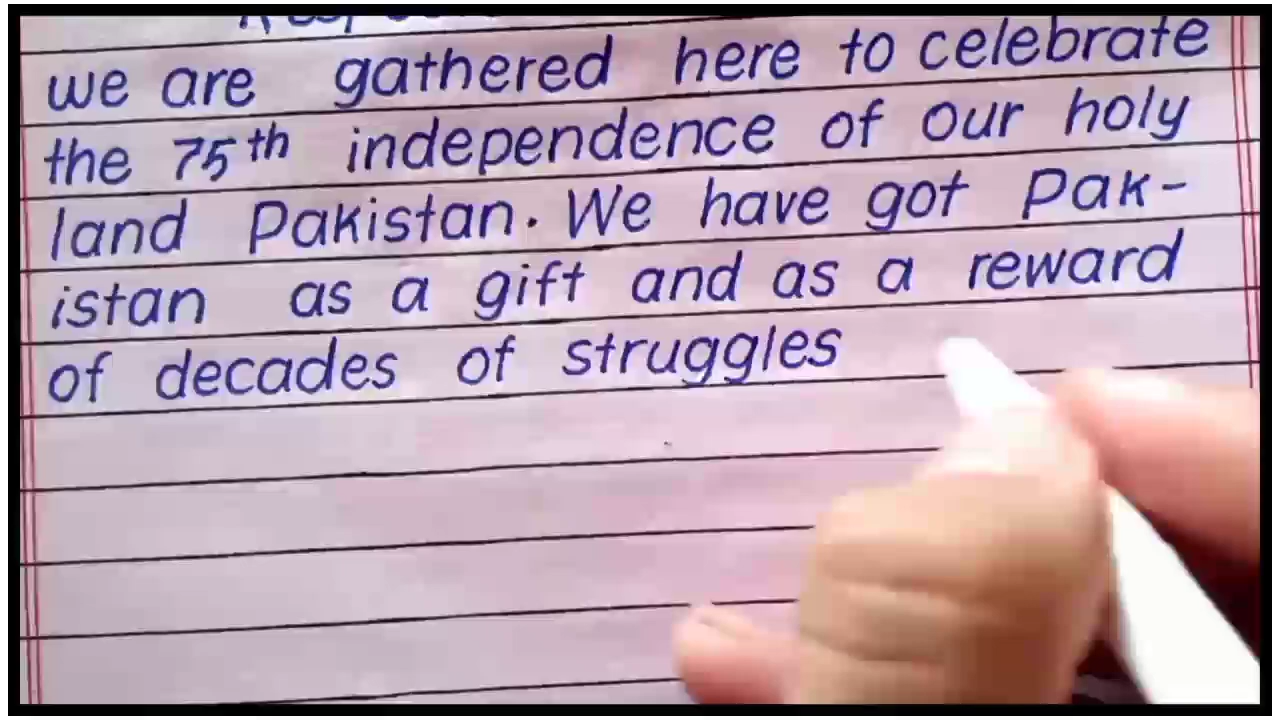 we are gathered here to celebrate
the 75th independence of our holy
land Pakistan. We have got Pak-
istan as a gift and as a reward
of decades of struggles